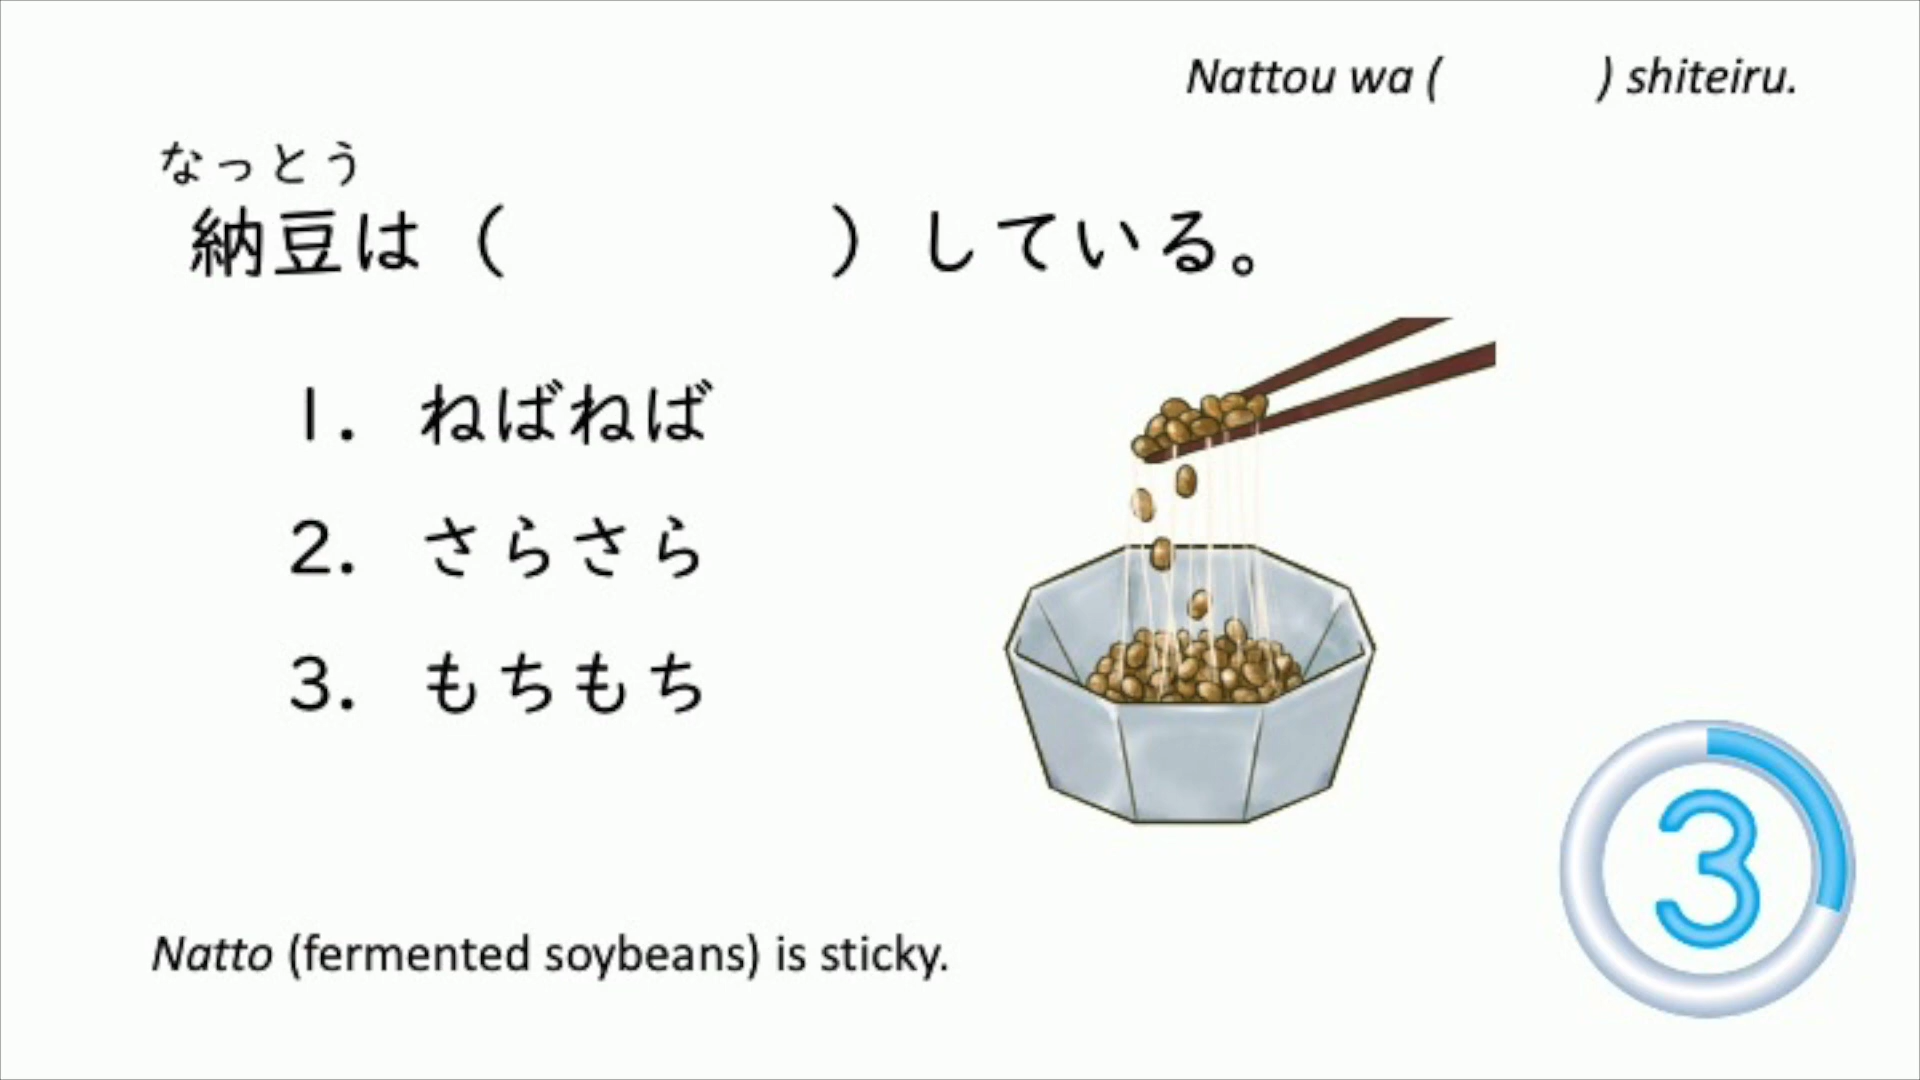 Nattou wa (　　　) shiteiru.
なっとう
納豆は（　　　　）している。
1. ねばねば
2. さらさら
3. もちもち
3
Natto (fermented soybeans) is sticky.